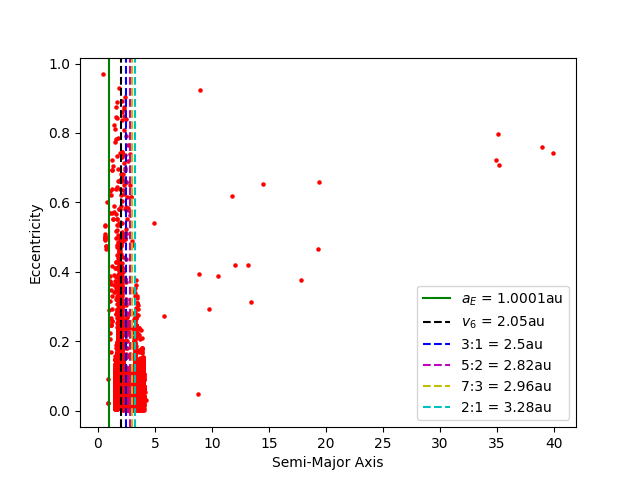 1.0
0.8
0.6
0.4
0.2
0.0
Eccentricity
a_E = 1.0001au
v_6 = 2.05au
3:1 = 2.5au
5:2 = 2.82au
7:3 = 2.96au
2:1 = 3.28au
0 5 10 15 20 25 30 35 40
Semi-Major Axis